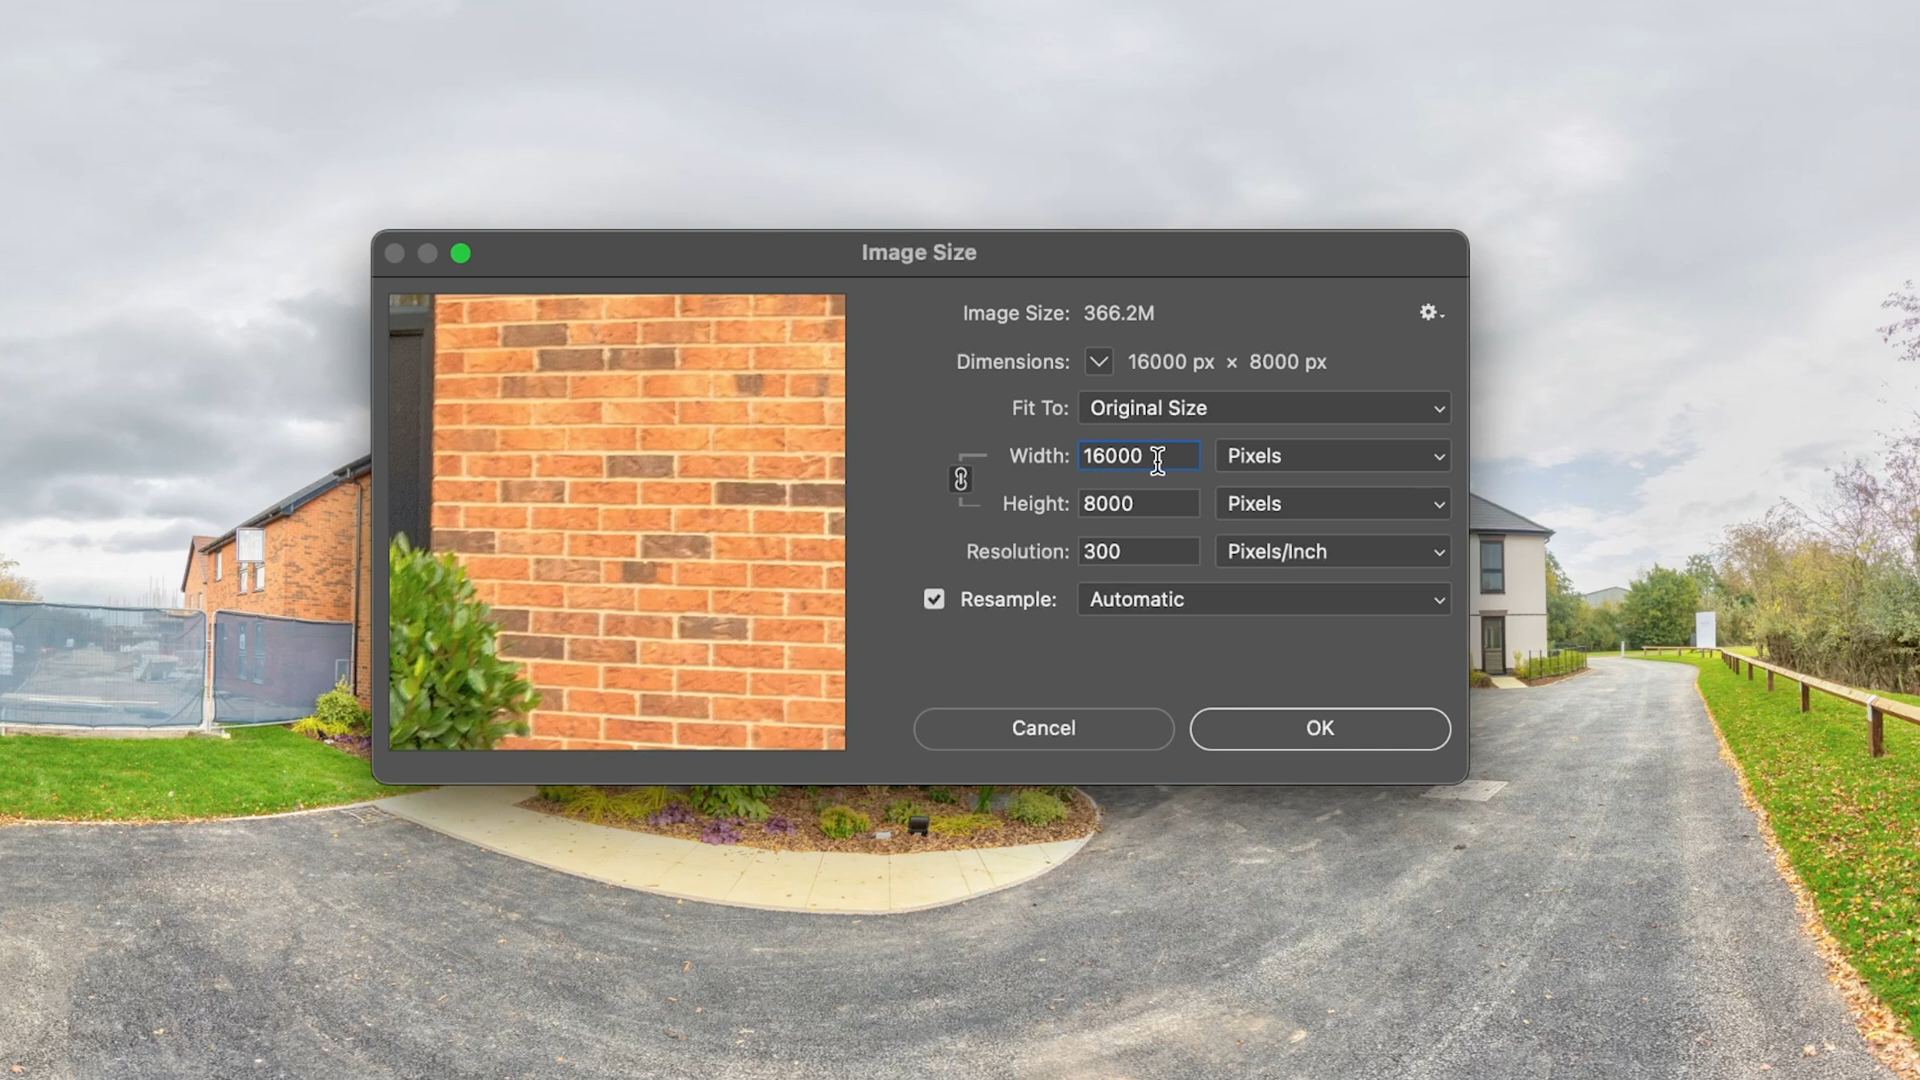 Image Size
Image Size: 366.2M
Dimensions: 16000 px × 8000 px
Fit To: Original Size
Width: 16000 Pixels
Height: 8000 Pixels
Resolution: 300 Pixels/Inch
Resample: Automatic
Cancel OK